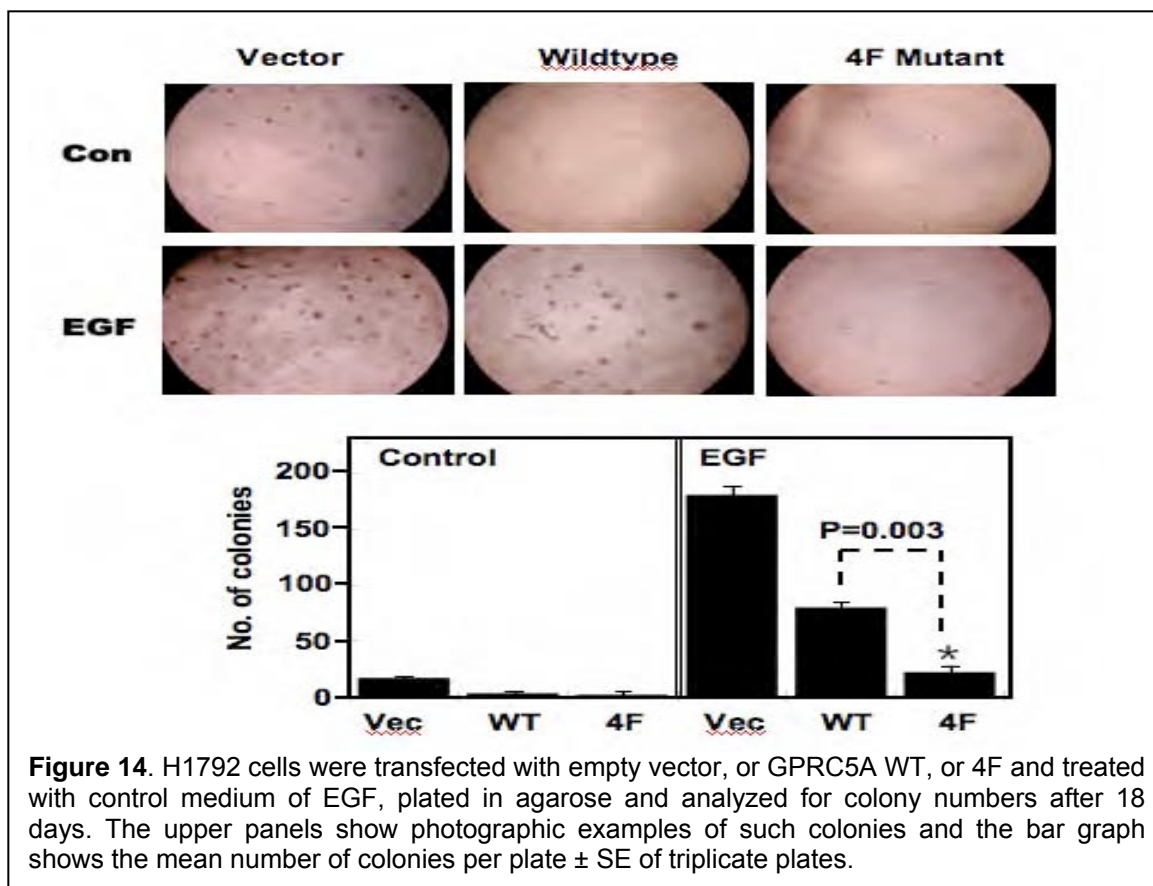 Vector Wildtype 4F Mutant
Con
EGF
Control EGF
No. of colonies
200
150
100
50
0
P=0.003
*
Vec WT 4F Vec WT 4F
Figure 14. H1792 cells were transfected with empty vector, or GPRC5A WT, or 4F and treated
with control medium of EGF, plated in agarose and analyzed for colony numbers after 18
days. The upper panels show photographic examples of such colonies and the bar graph
shows the mean number of colonies per plate ± SE of triplicate plates.